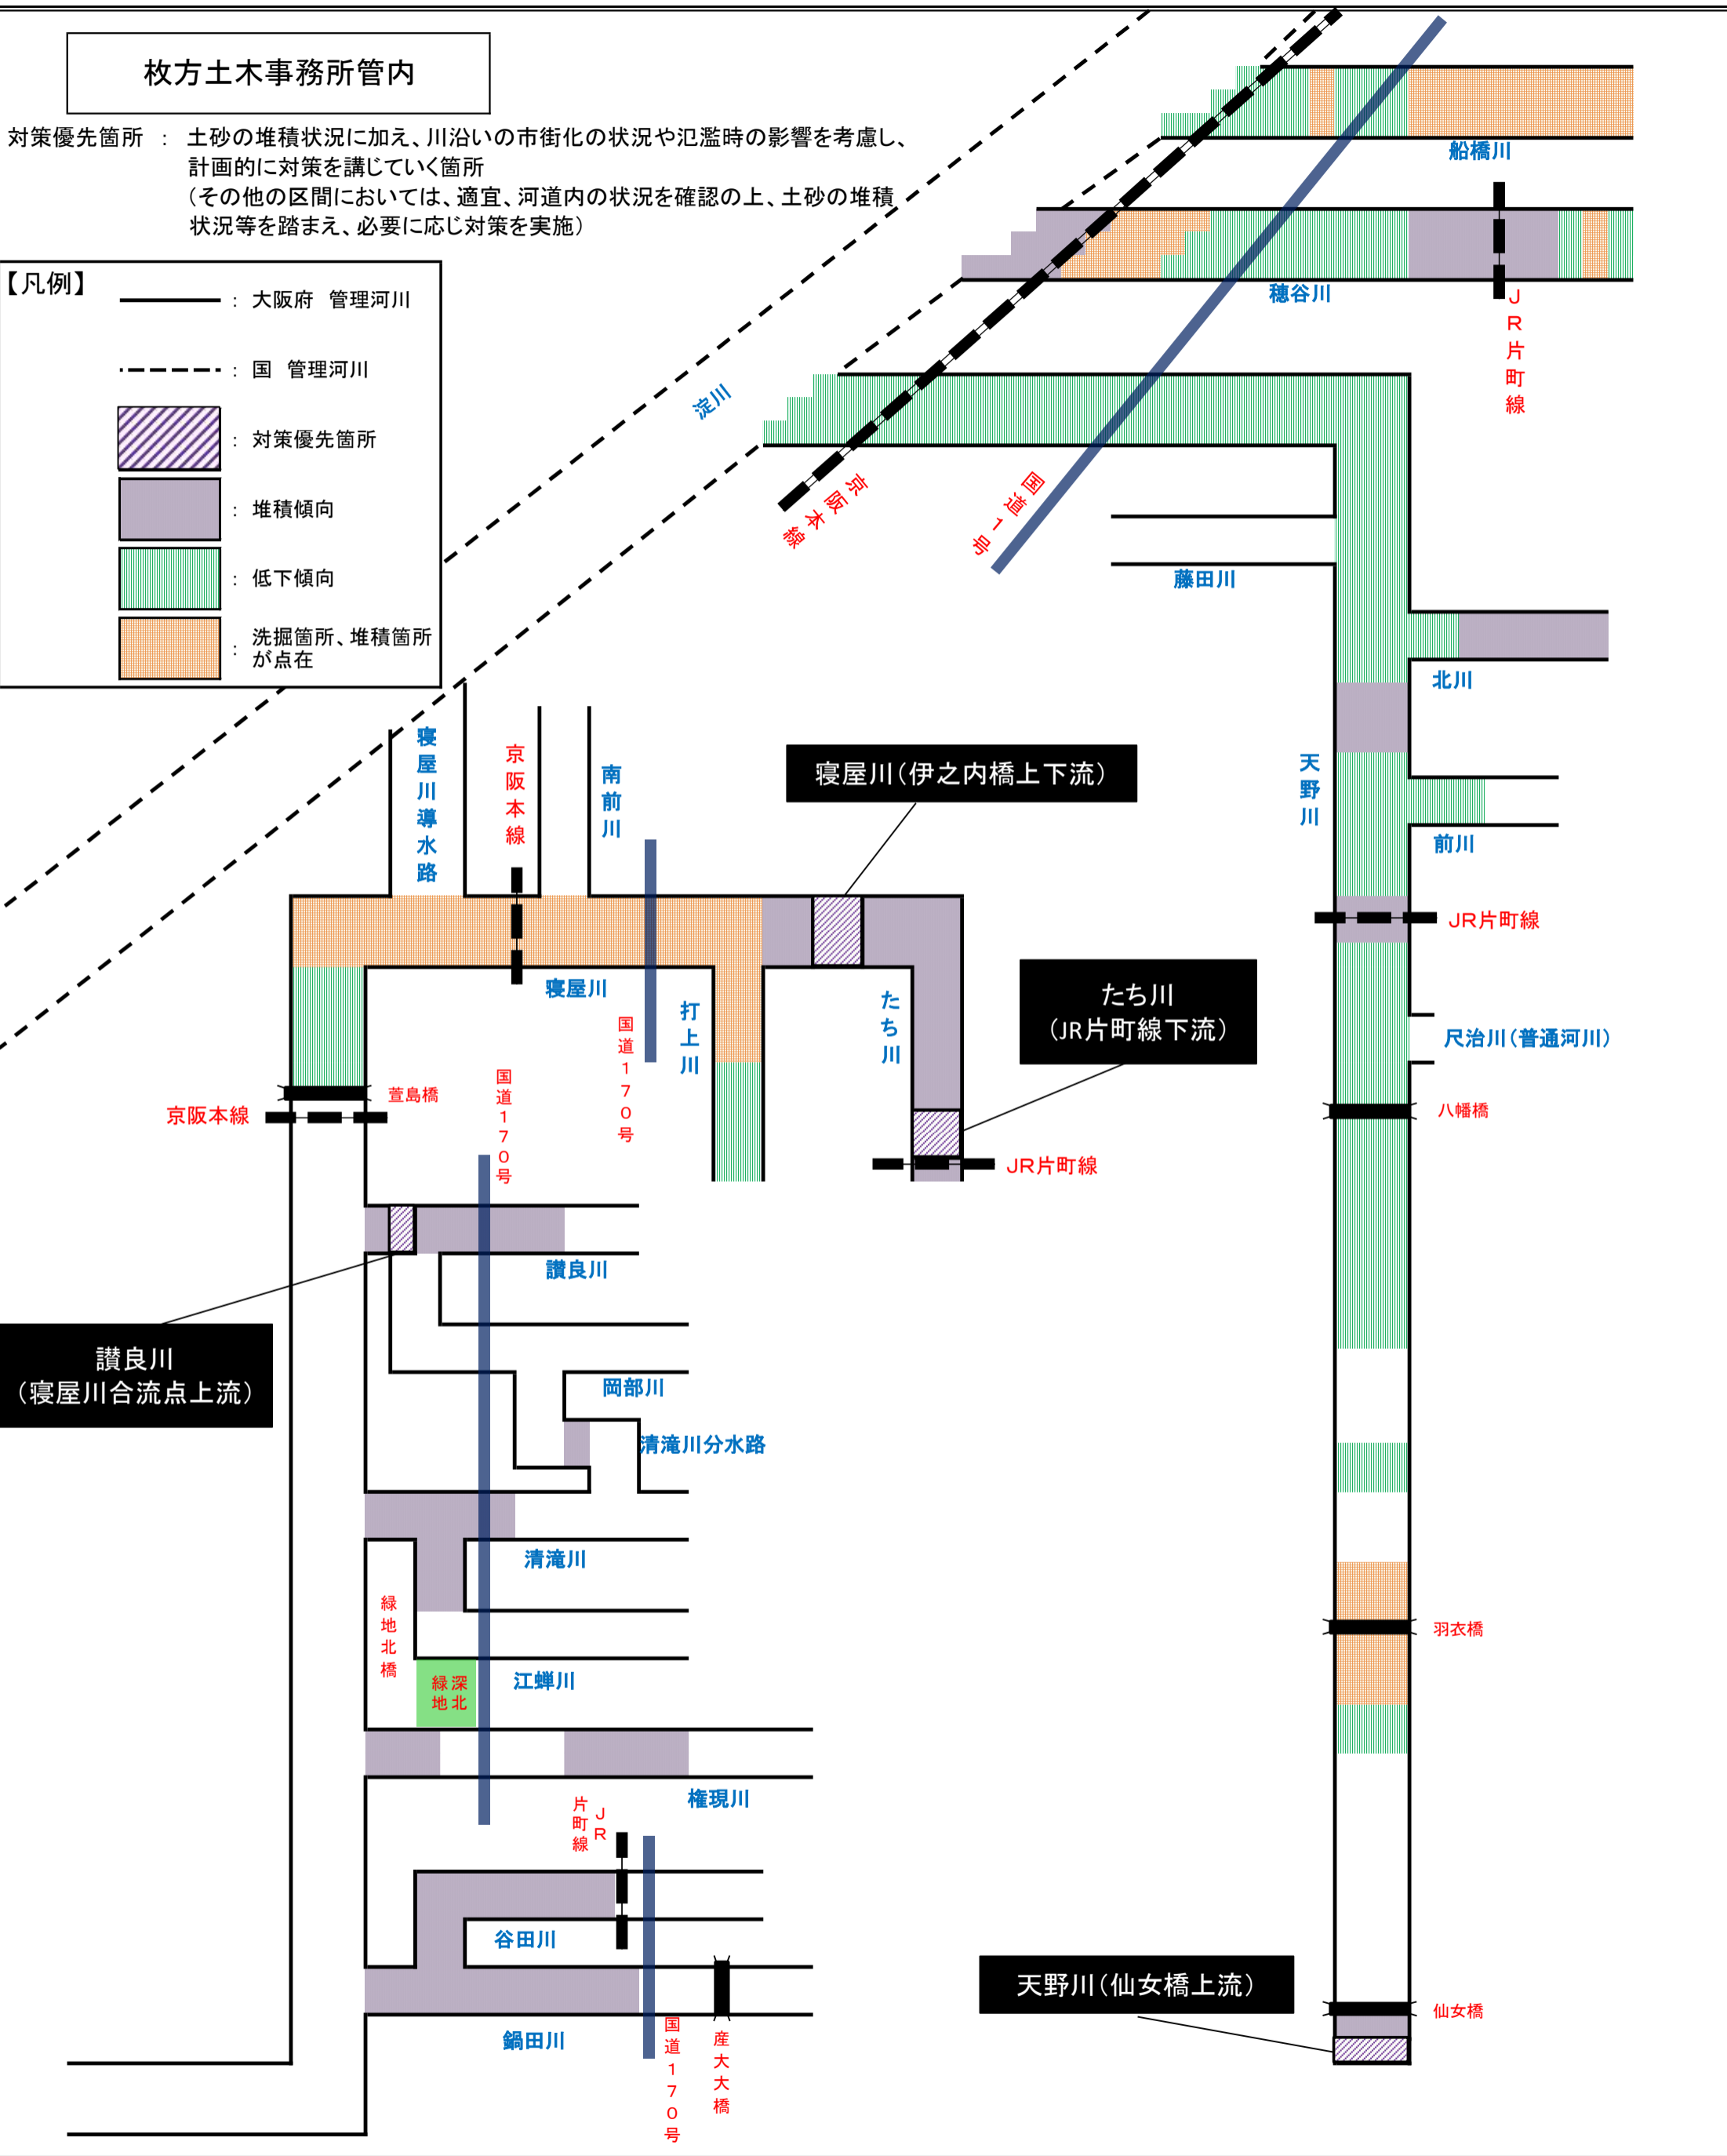 枚方土木事務所管内
対策優先箇所 ： 土砂の堆積状況に加え、川沿いの市街化の状況や氾濫時の影響を考慮し、
計画的に対策を講じていく箇所
（その他の区間においては、適宜、河道内の状況を確認の上、土砂の堆積
状況等を踏まえ、必要に応じ対策を実施）
【凡例】
： 大阪府 管理河川
： 国 管理河川
： 対策優先箇所
： 堆積傾向
： 低下傾向
： 洗掘箇所、堆積箇所
が点在
船橋川
穂谷川
JR片町線
淀川
京阪本線
国道1号
藤田川
北川
天野川
前川
JR片町線
尺治川（普通河川）
八幡橋
羽衣橋
仙女橋
天野川（仙女橋上流）
寝屋川導水路
京阪本線
南前川
寝屋川（伊之内橋上下流）
寝屋川
国道170号
打上川
たち川
たち川
（JR片町線下流）
JR片町線
萱島橋
京阪本線
国道170号
讃良川
讃良川
（寝屋川合流点上流）
岡部川
清滝川分水路
清滝川
緑地北橋
深北
緑地
江蝉川
権現川
JR
片町線
谷田川
鍋田川
国道170号
産大大橋